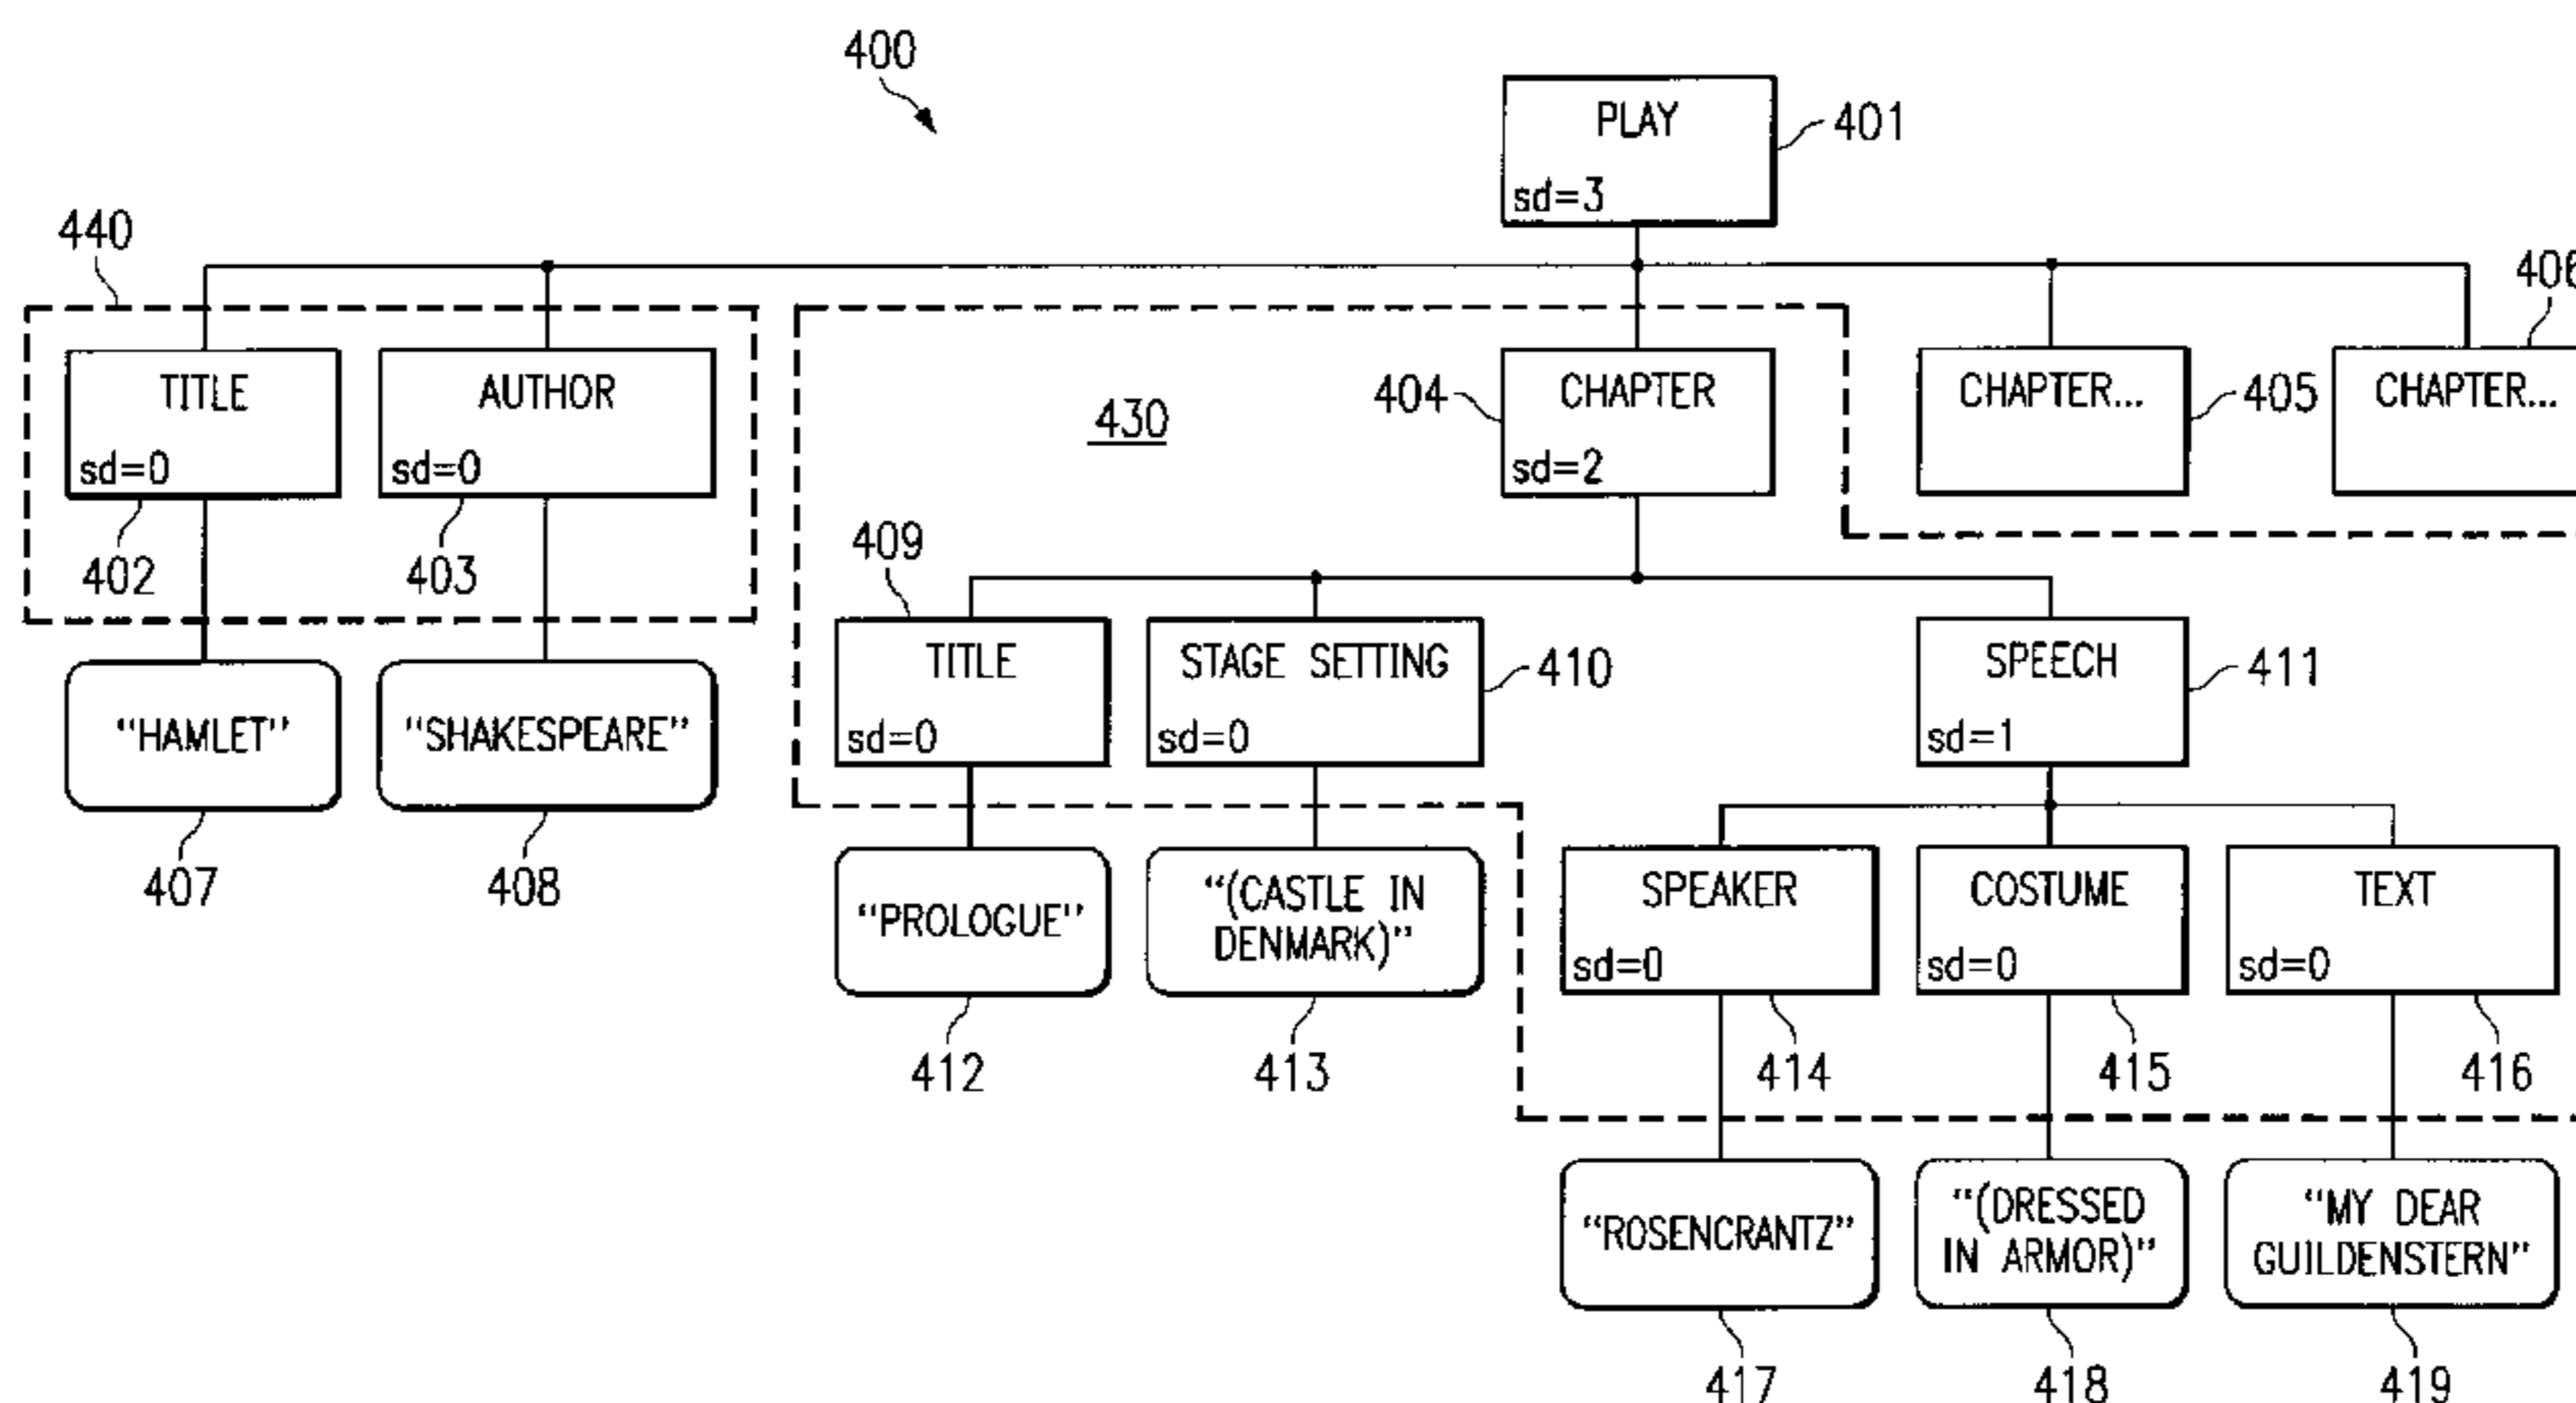 400
PLAY
401
sd=3
440
406
TITLE
sd=0
AUTHOR
sd=0
430
404
CHAPTER
sd=2
CHAPTER...
405
CHAPTER...
402
403
409
TITLE
sd=0
STAGE SETTING
sd=0
410
SPEECH
sd=1
411
"HAMLET"
"SHAKESPEARE"
407
408
"PROLOGUE"
"(CASTLE IN
DENMARK)"
SPEAKER
sd=0
COSTUME
sd=0
TEXT
sd=0
412
413
414
415
416
"ROSENCRANTZ"
"(DRESSED
IN ARMOR)"
"MY DEAR
GUILDENSTERN"
417
418
419